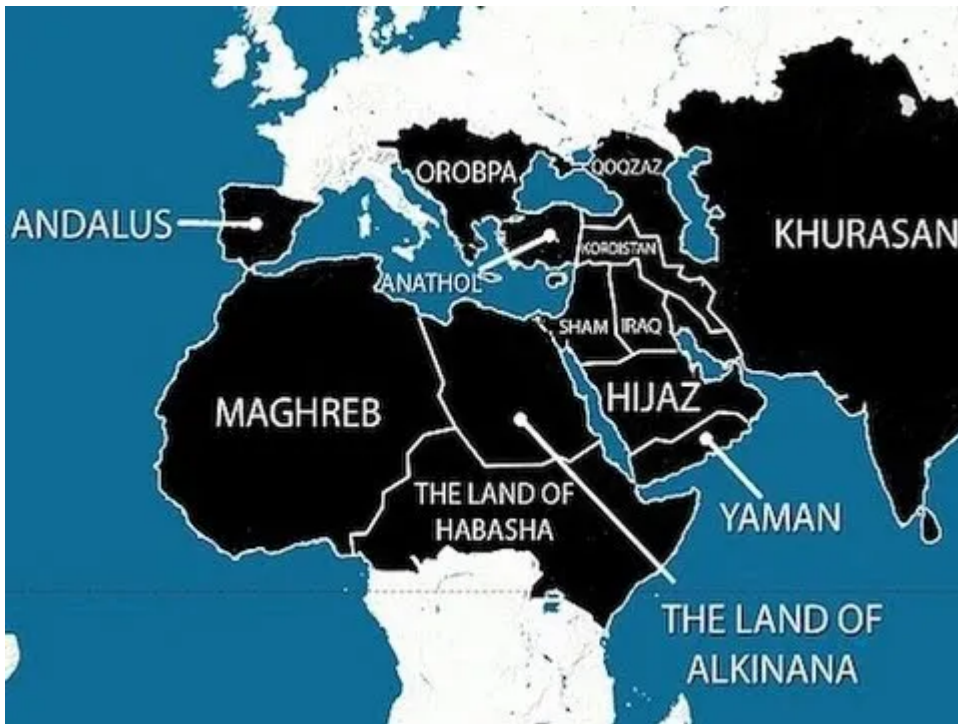 OROBPA
QOQZAZ
ANDALUS
KHURASAN
KORDISTAN
ANATHOL
SHAM
IRAQ
MAGHREB
HIJAZ
THE LAND OF
HABASHA
YAMAN
THE LAND OF
ALKINANA